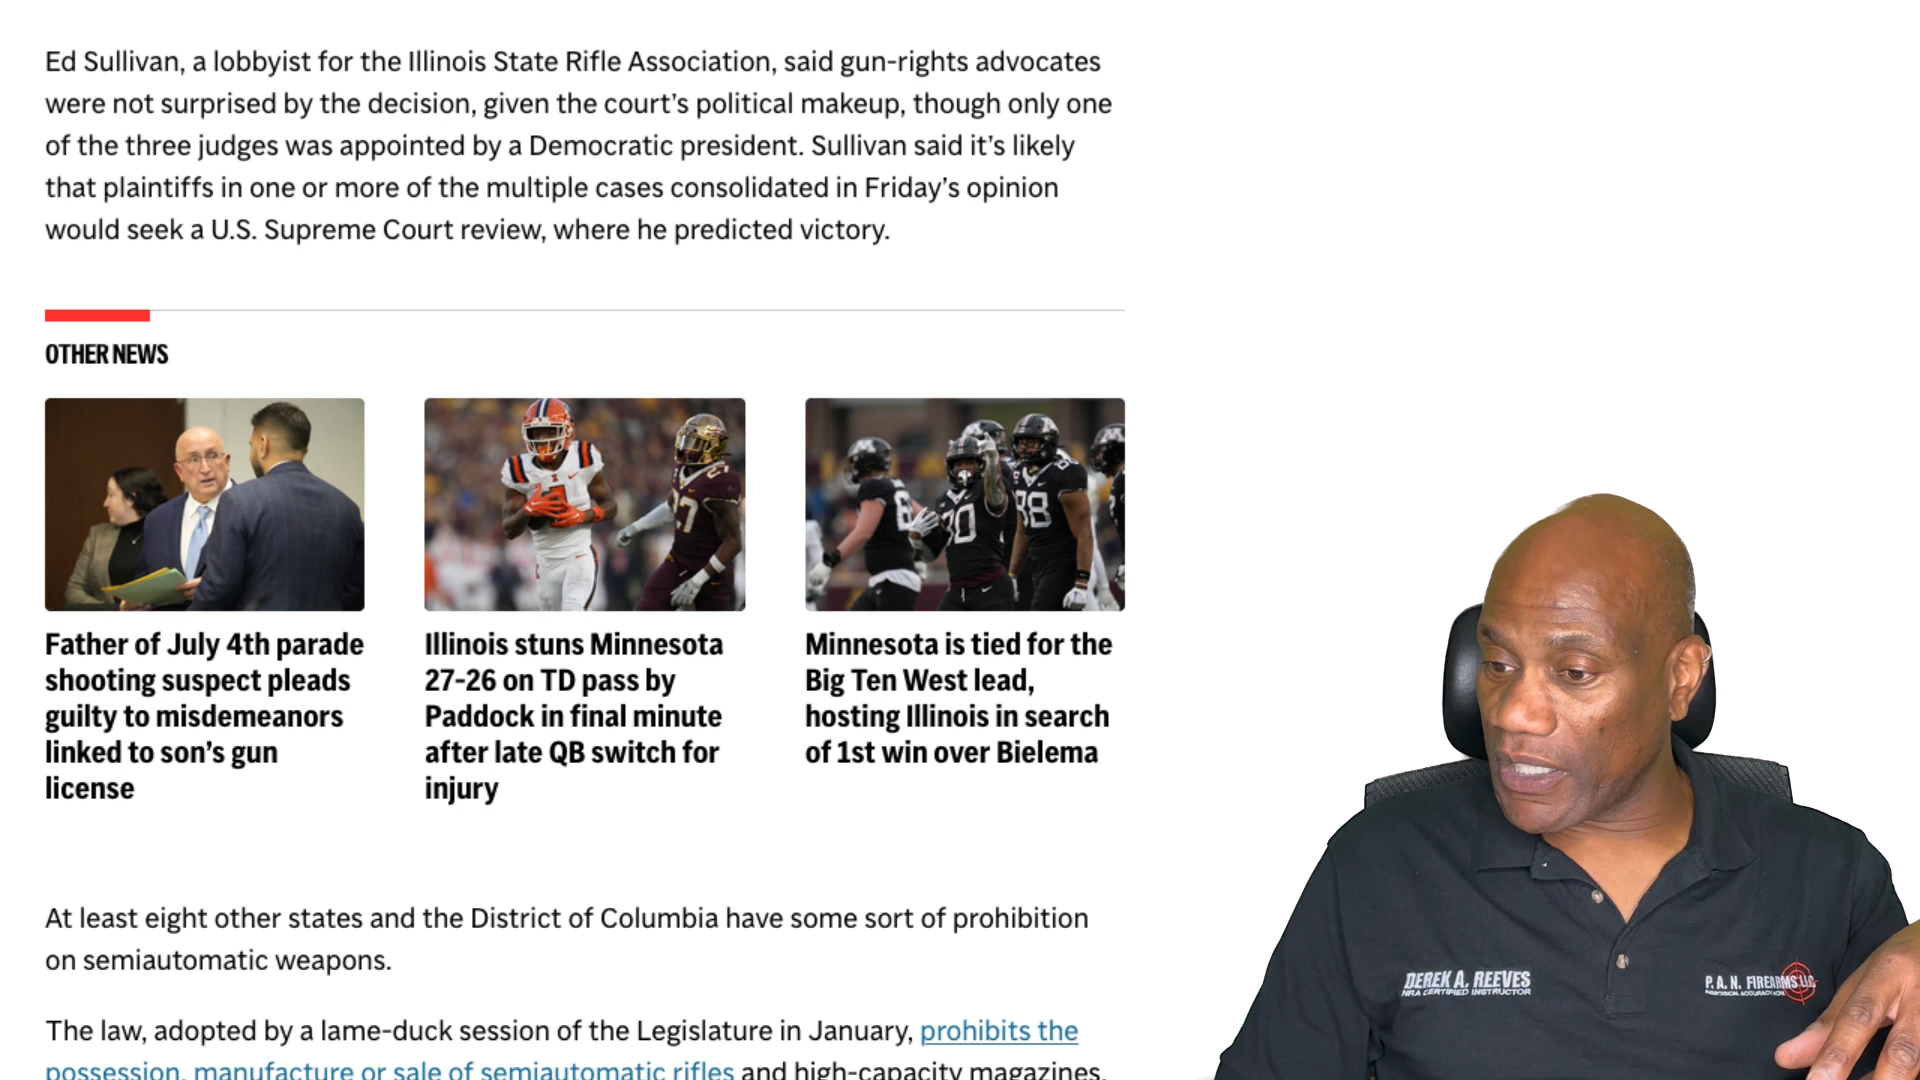 Ed Sullivan, a lobbyist for the Illinois State Rifle Association, said gun-rights advocates
were not surprised by the decision, given the court’s political makeup, though only one
of the three judges was appointed by a Democratic president. Sullivan said it’s likely
that plaintiffs in one or more of the multiple cases consolidated in Friday’s opinion
would seek a U.S. Supreme Court review, where he predicted victory.
OTHER NEWS
Father of July 4th parade
shooting suspect pleads
guilty to misdemeanors
linked to son’s gun
license
Illinois stuns Minnesota
27-26 on TD pass by
Paddock in final minute
after late QB switch for
injury
Minnesota is tied for the
Big Ten West lead,
hosting Illinois in search
of 1st win over Bielema
At least eight other states and the District of Columbia have some sort of prohibition
on semiautomatic weapons.
The law, adopted by a lame-duck session of the Legislature in January, prohibits the
possession, manufacture or sale of semiautomatic rifles and high-capacity magazines.
DEREK A. REEVES
NRA CERTIFIED INSTRUCTOR
P.A.N. FIREARMS LLC